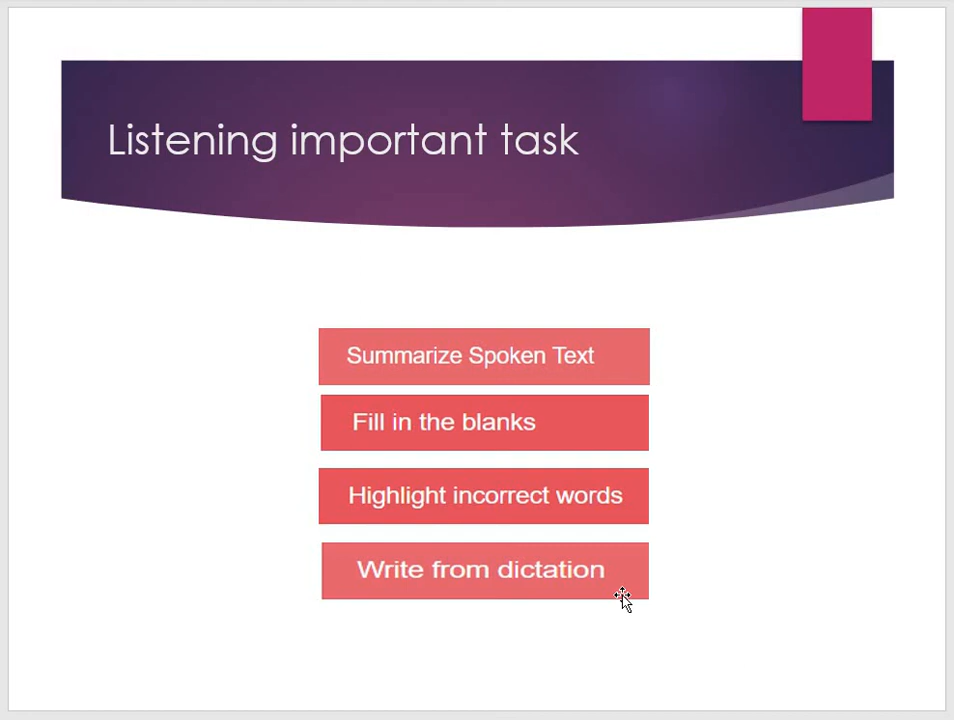 Listening important task
Summarize Spoken Text
Fill in the blanks
Highlight incorrect words
Write from dictation